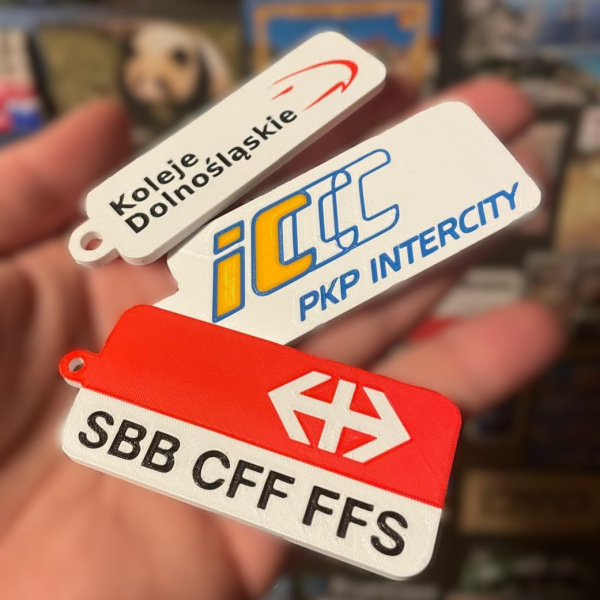 Koleje
Dolnośląskie
ic
PKP INTERCITY
SBB CFF FFS